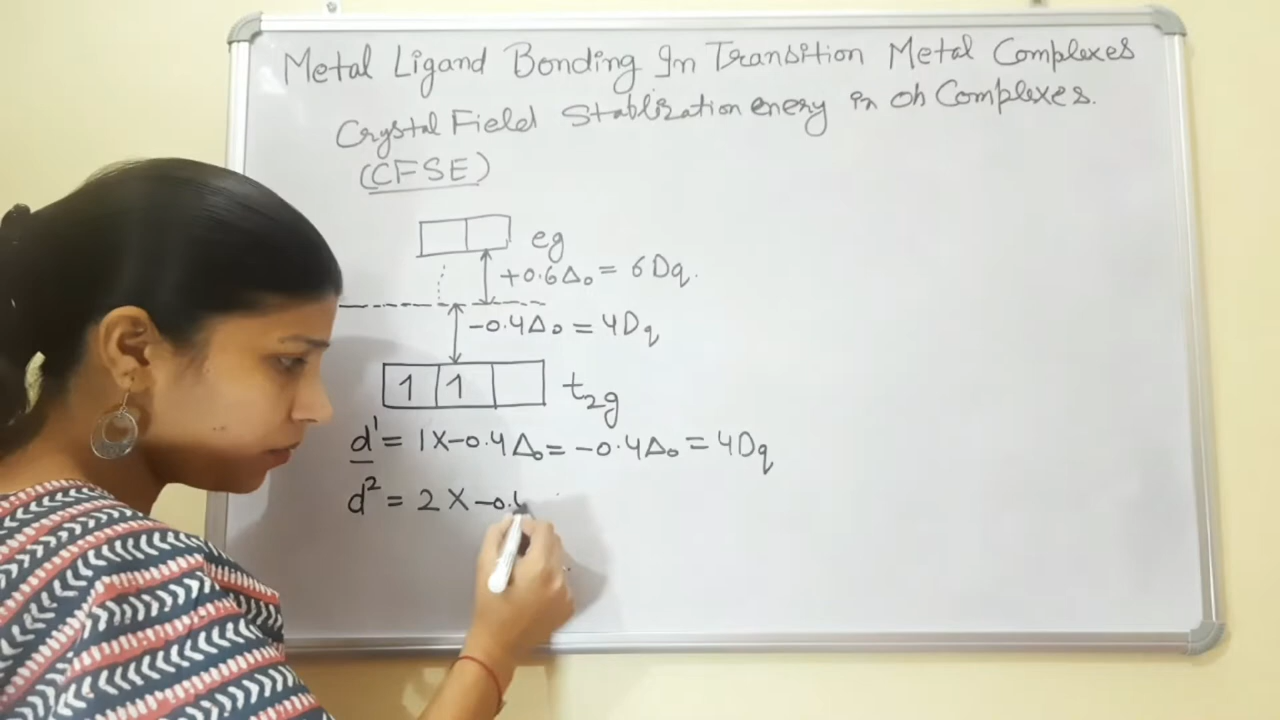 Metal Ligand Bonding In Transition Metal Complexes
Crystal Field Stablization enery in Oh Complexes.
(CFSE)
eg
+0.6Δo = 6Dq.
-0.4Δo = 4Dq
1 1 t2g
d¹ = 1X-0.4Δo = -0.4Δo = 4Dq
d² = 2X-0.